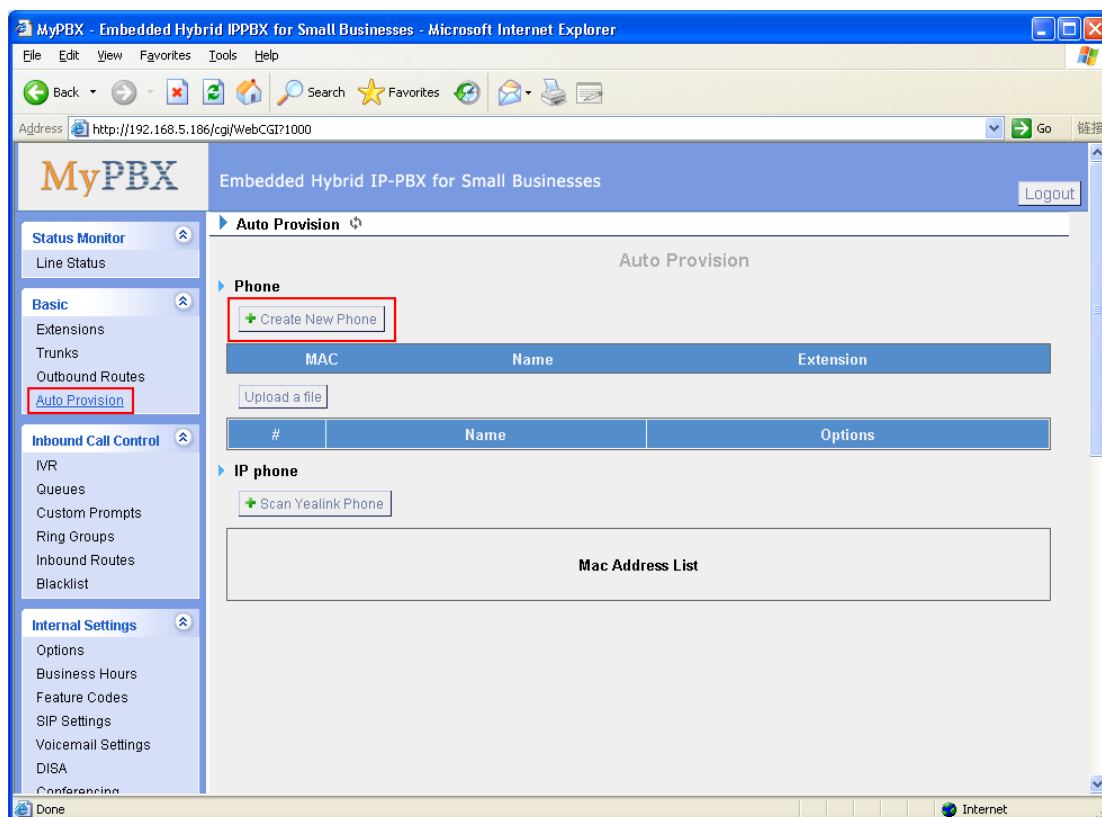 MyPBX - Embedded Hybrid IPPBX for Small Businesses - Microsoft Internet Explorer
File Edit View Favorites Tools Help
Back Search Favorites
Address http://192.168.5.186/cgi/WebCGI?1000 Go 链接
MyPBX
Embedded Hybrid IP-PBX for Small Businesses
Logout
Status Monitor
Line Status
Basic
Extensions
Trunks
Outbound Routes
Auto Provision
Inbound Call Control
IVR
Queues
Custom Prompts
Ring Groups
Inbound Routes
Blacklist
Internal Settings
Options
Business Hours
Feature Codes
SIP Settings
Voicemail Settings
DISA
Conferencing
Auto Provision
Auto Provision
Phone
Create New Phone
MAC Name Extension
Upload a file
# Name Options
IP phone
Scan Yealink Phone
Mac Address List
Done Internet